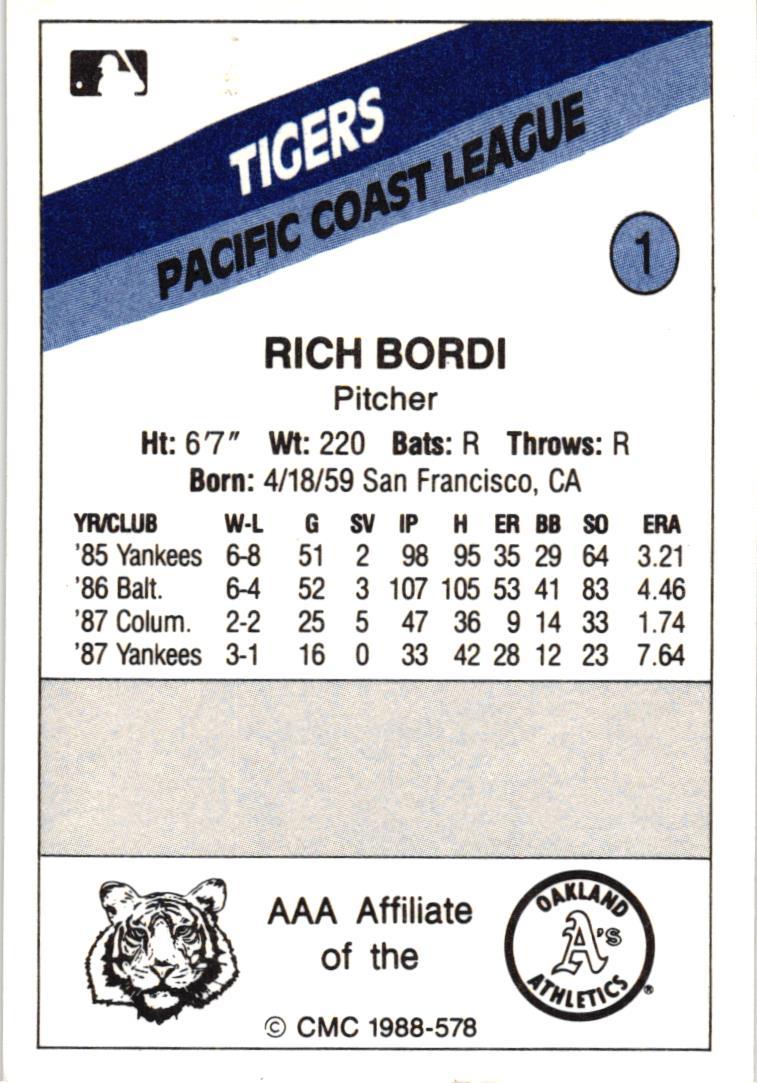 TIGERS
PACIFIC COAST LEAGUE
1
RICH BORDI
Pitcher
Ht: 6'7" Wt: 220 Bats: R Throws: R
Born: 4/18/59 San Francisco, CA
YR/CLUB W-L G SV IP H ER BB SO ERA
'85 Yankees 6-8 51 2 98 95 35 29 64 3.21
'86 Balt. 6-4 52 3 107 105 53 41 83 4.46
'87 Colum. 2-2 25 5 47 36 9 14 33 1.74
'87 Yankees 3-1 16 0 33 42 28 12 23 7.64
AAA Affiliate
of the
OAKLAND
A's
ATHLETICS
®
© CMC 1988-578